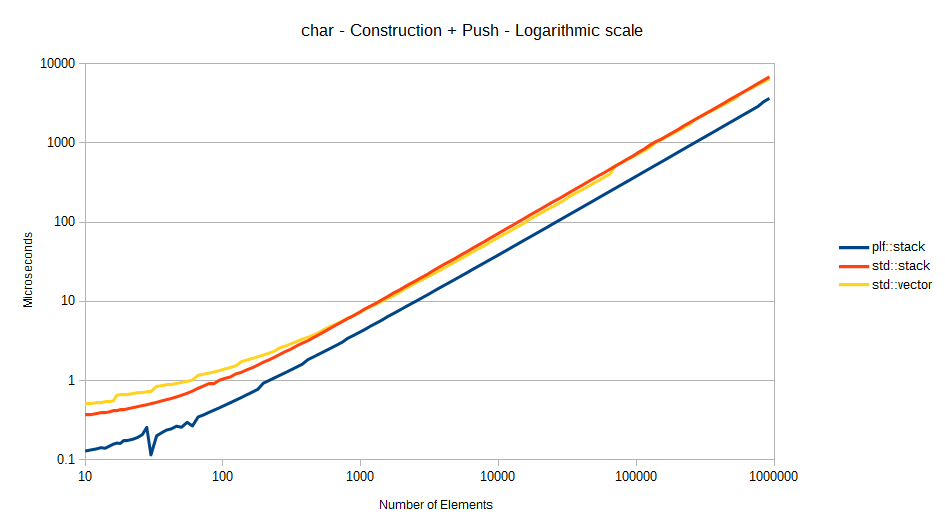 char - Construction + Push - Logarithmic scale
10000
1000
100
10
1
0.1
Microseconds
10 100 1000 10000 100000 1000000
Number of Elements
plf::stack
std::stack
std::vector